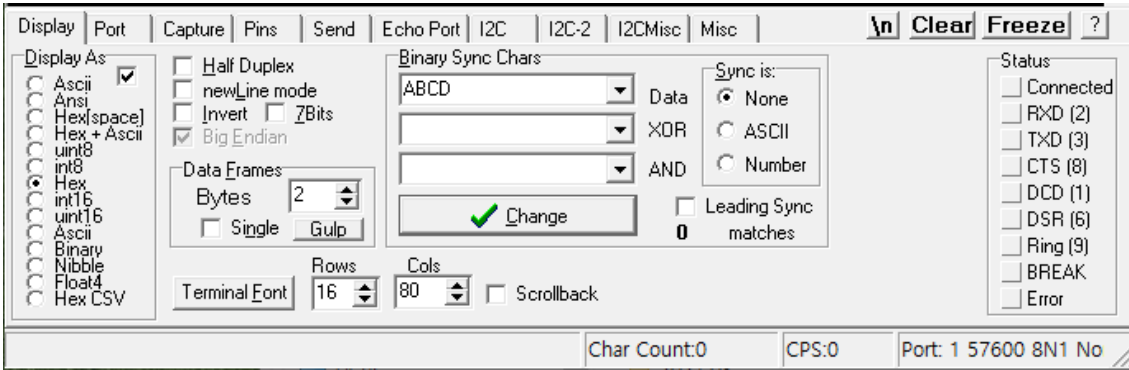 Display Port Capture Pins Send Echo Port I2C I2C-2 I2CMisc Misc \n Clear Freeze ?
Display As
Ascii
Ansi
Hex[space]
Hex + Ascii
uint8
int8
Hex
int16
uint16
Ascii
Binary
Nibble
Float4
Hex CSV
Half Duplex
newLine mode
Invert 7Bits
Big Endian
Data Frames
Bytes 2
Single Gulp
Binary Sync Chars
ABCD Data
XOR
AND
Change
Sync is:
None
ASCII
Number
Leading Sync
0 matches
Terminal Font
Rows
16
Cols
80
Scrollback
Status
Connected
RXD (2)
TXD (3)
CTS (8)
DCD (1)
DSR (6)
Ring (9)
BREAK
Error
Char Count:0 CPS:0 Port: 1 57600 8N1 No